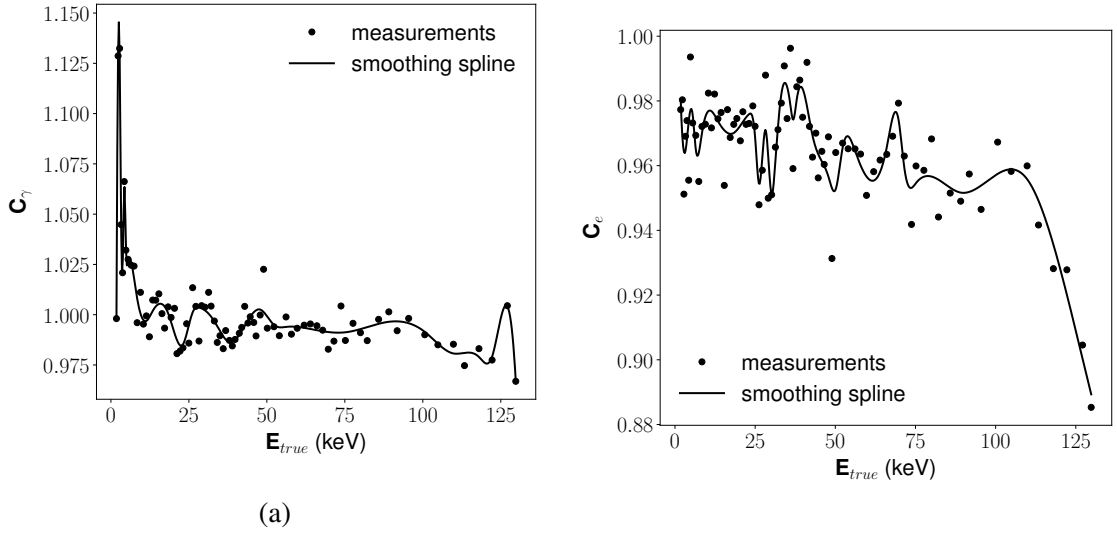 1.150
1.125
1.100
1.075
1.050
1.025
1.000
0.975
C_γ
measurements
smoothing spline
0 25 50 75 100 125
E_true (keV)
(a)
1.00
0.98
0.96
0.94
0.92
0.90
0.88
C_e
measurements
smoothing spline
0 25 50 75 100 125
E_true (keV)